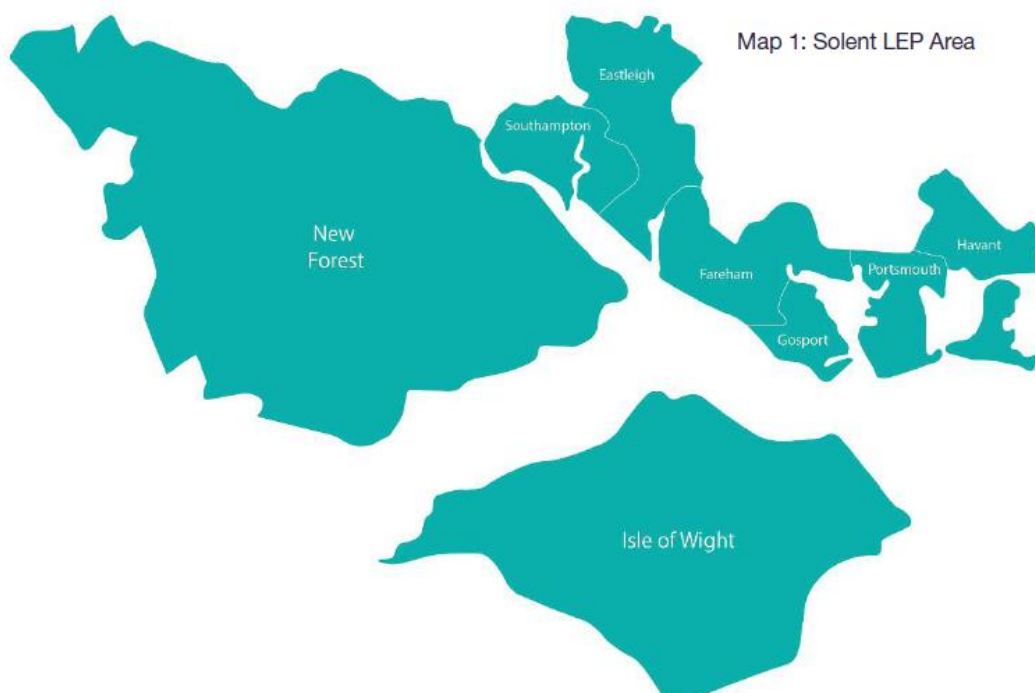 Map 1: Solent LEP Area
Eastleigh
Southampton
New
Forest
Fareham
Portsmouth
Havant
Gosport
Isle of Wight